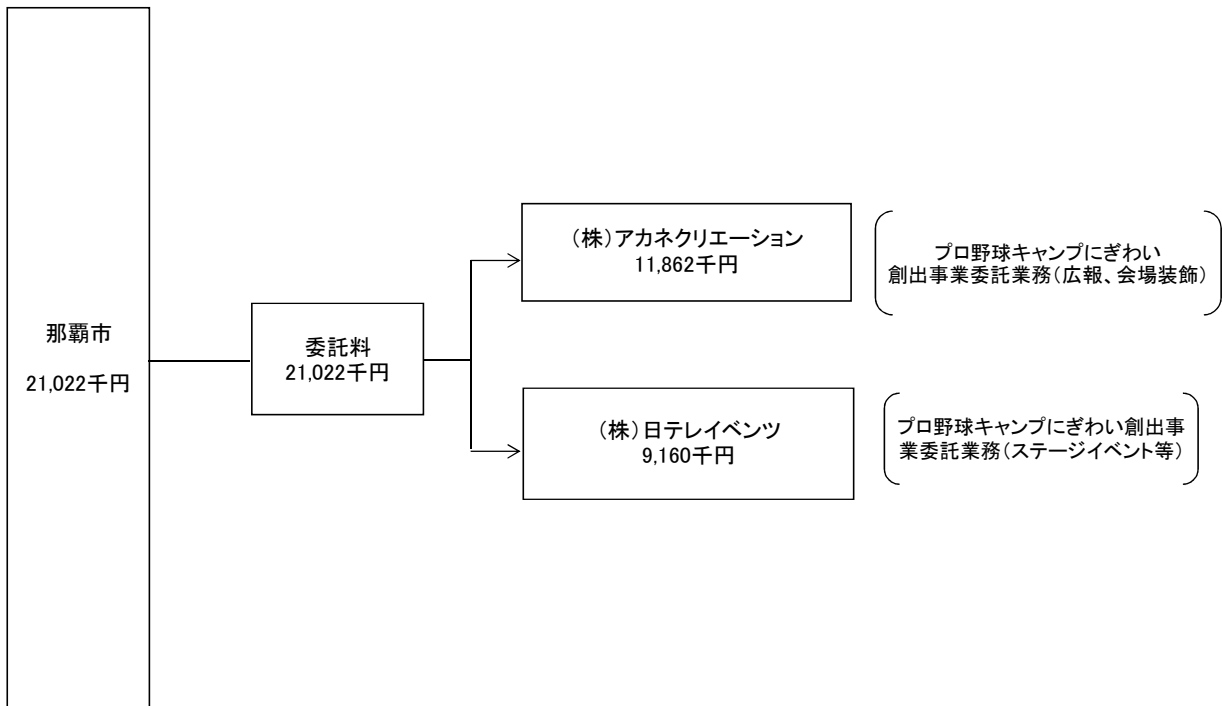 那覇市
21,022千円
委託料
21,022千円
(株)アカネクリエーション
11,862千円
プロ野球キャンプにぎわい
創出事業委託業務(広報、会場装飾)
(株)日テレイベンツ
9,160千円
プロ野球キャンプにぎわい創出事
業委託業務(ステージイベント等)